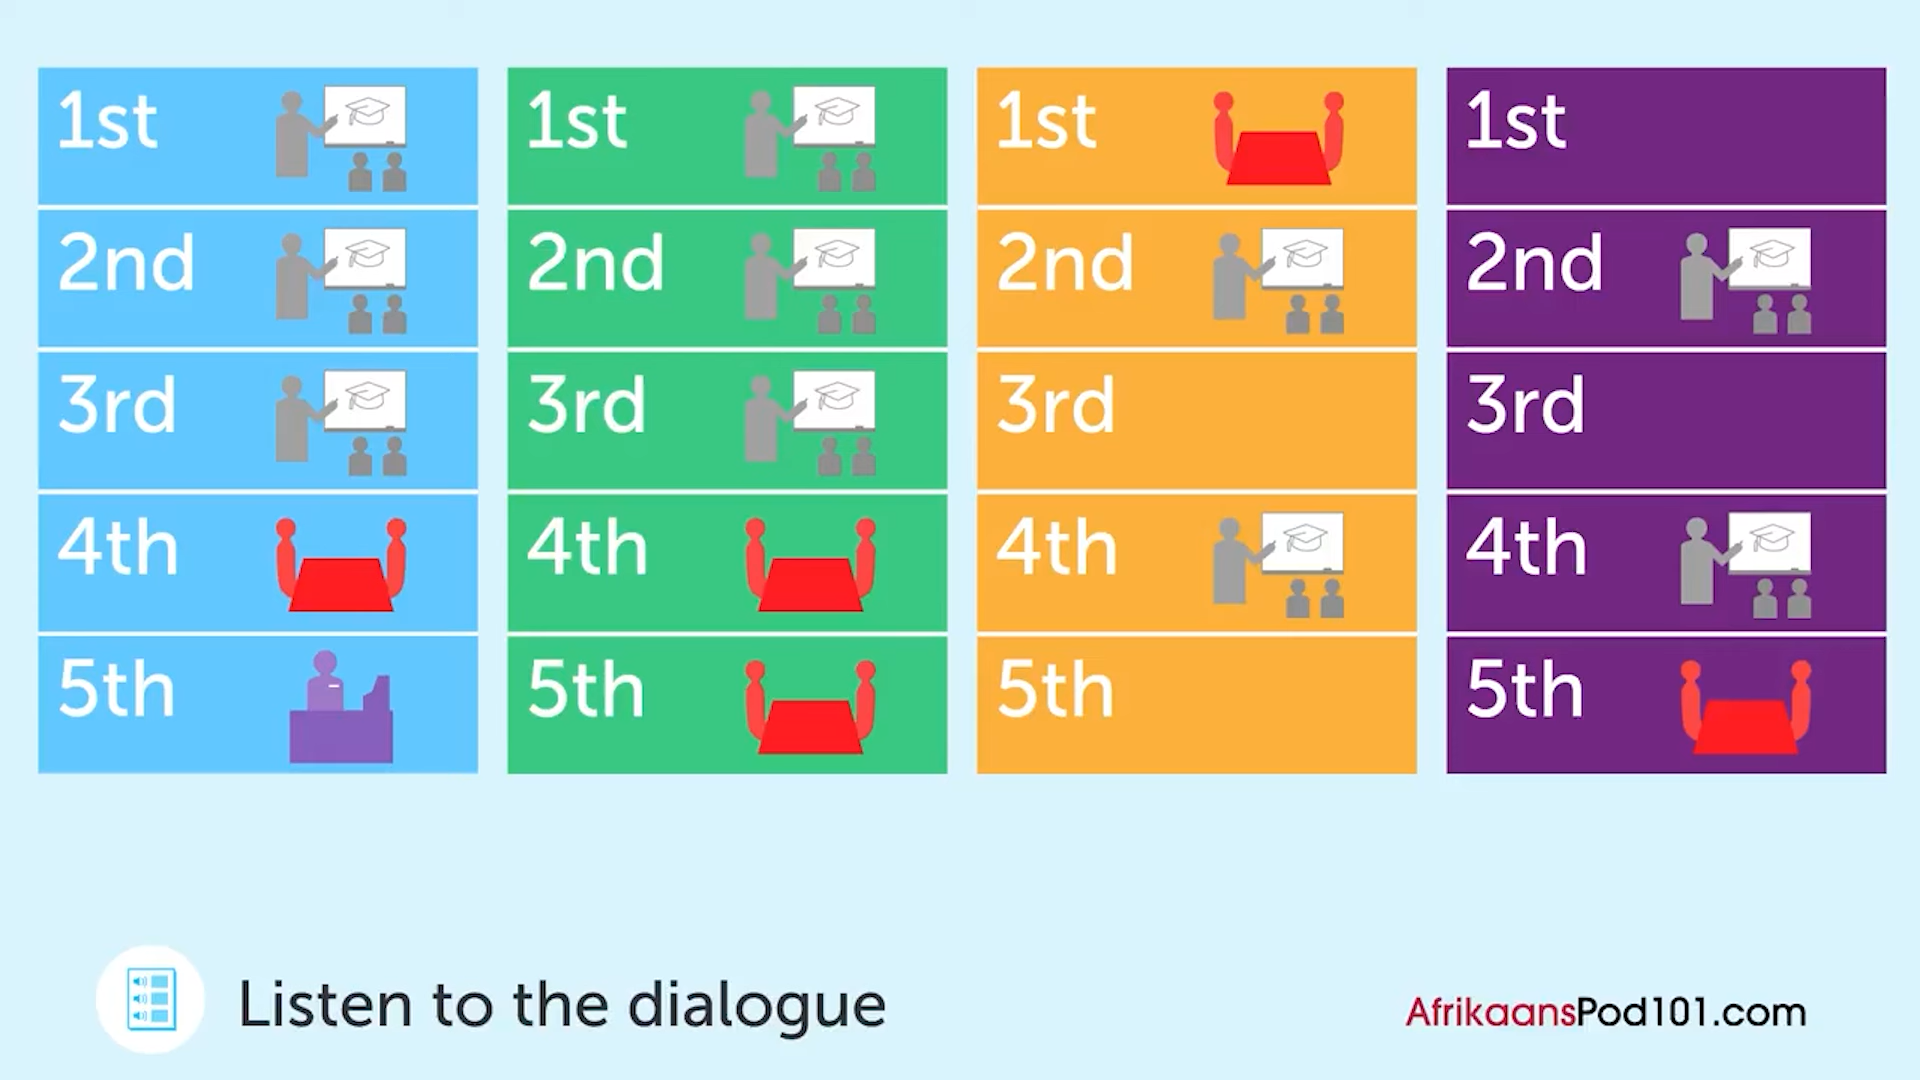 1st
2nd
3rd
4th
5th
1st
2nd
3rd
4th
5th
1st
2nd
3rd
4th
5th
1st
2nd
3rd
4th
5th
Listen to the dialogue
AfrikaansPod101.com